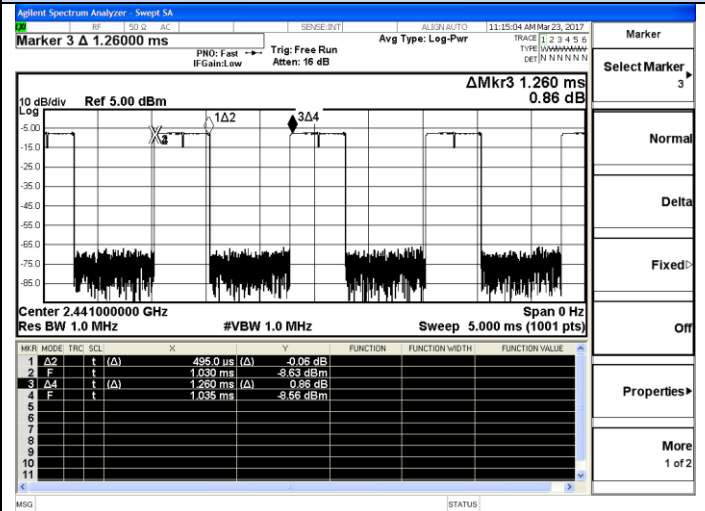 Agilent Spectrum Analyzer - Swept SA
RF 50 Ω AC SENSE:INT ALIGN AUTO 11:15:04 AM Mar 23, 2017
Marker 3 Δ 1.26000 ms
PNO: Fast
IFGain:Low
Trig: Free Run
Atten: 16 dB
Avg Type: Log-Pwr
TRACE 1 2 3 4 5 6
TYPE WWWWWW
DET N N N N N N
ΔMkr3 1.260 ms
0.86 dB
10 dB/div Ref 5.00 dBm
Log
1Δ2
3Δ4
-5.00
-15.0
-25.0
-35.0
-45.0
-55.0
-65.0
-75.0
-85.0
Center 2.441000000 GHz Span 0 Hz
Res BW 1.0 MHz #VBW 1.0 MHz Sweep 5.000 ms (1001 pts)
MKR MODE TRC SCL X Y FUNCTION FUNCTION WIDTH FUNCTION VALUE
1 Δ2 t (Δ) 495.0 µs (Δ) -0.06 dB
2 F t 1.030 ms -8.63 dBm
3 Δ4 t (Δ) 1.260 ms (Δ) 0.86 dB
4 F t 1.035 ms -8.56 dBm
5
6
7
8
9
10
11
MSG STATUS
Marker
Select Marker
3
Normal
Delta
Fixed
Off
Properties
More
1 of 2